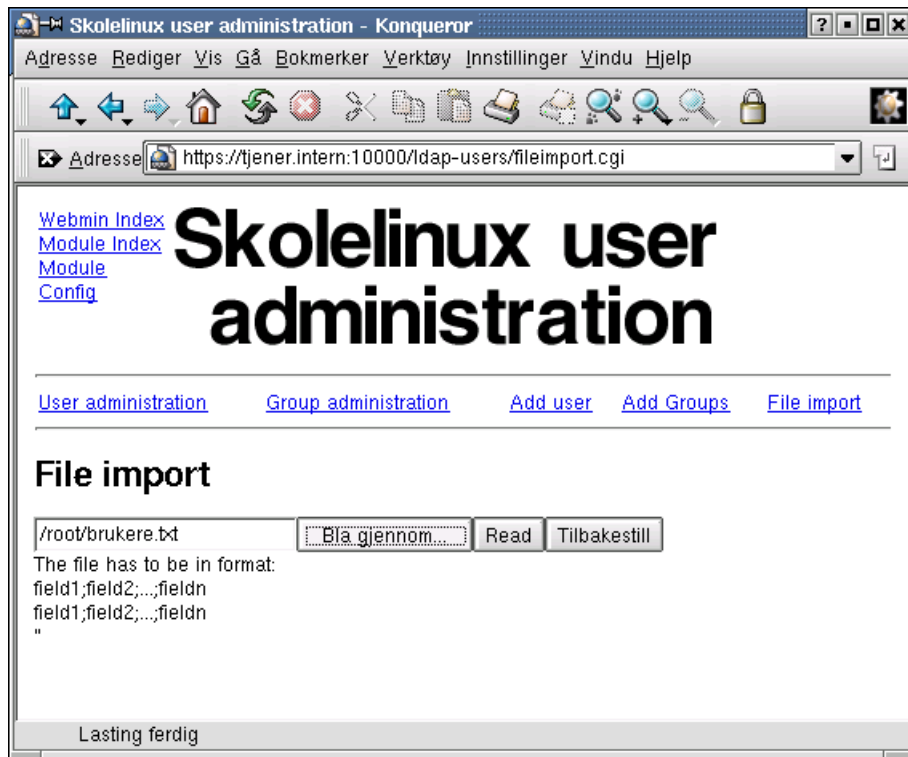 Skolelinux user administration - Konqueror
Adresse Rediger Vis Gå Bokmerker Verktøy Innstillinger Vindu Hjelp
Adresse https://tjener.intern:10000/ldap-users/fileimport.cgi
Webmin Index
Module Index
Module
Config
Skolelinux user
administration
User administration Group administration Add user Add Groups File import
File import
/root/brukere.txt Bla gjennom... Read Tilbakestill
The file has to be in format:
field1;field2;...;fieldn
field1;field2;...;fieldn
"
Lasting ferdig